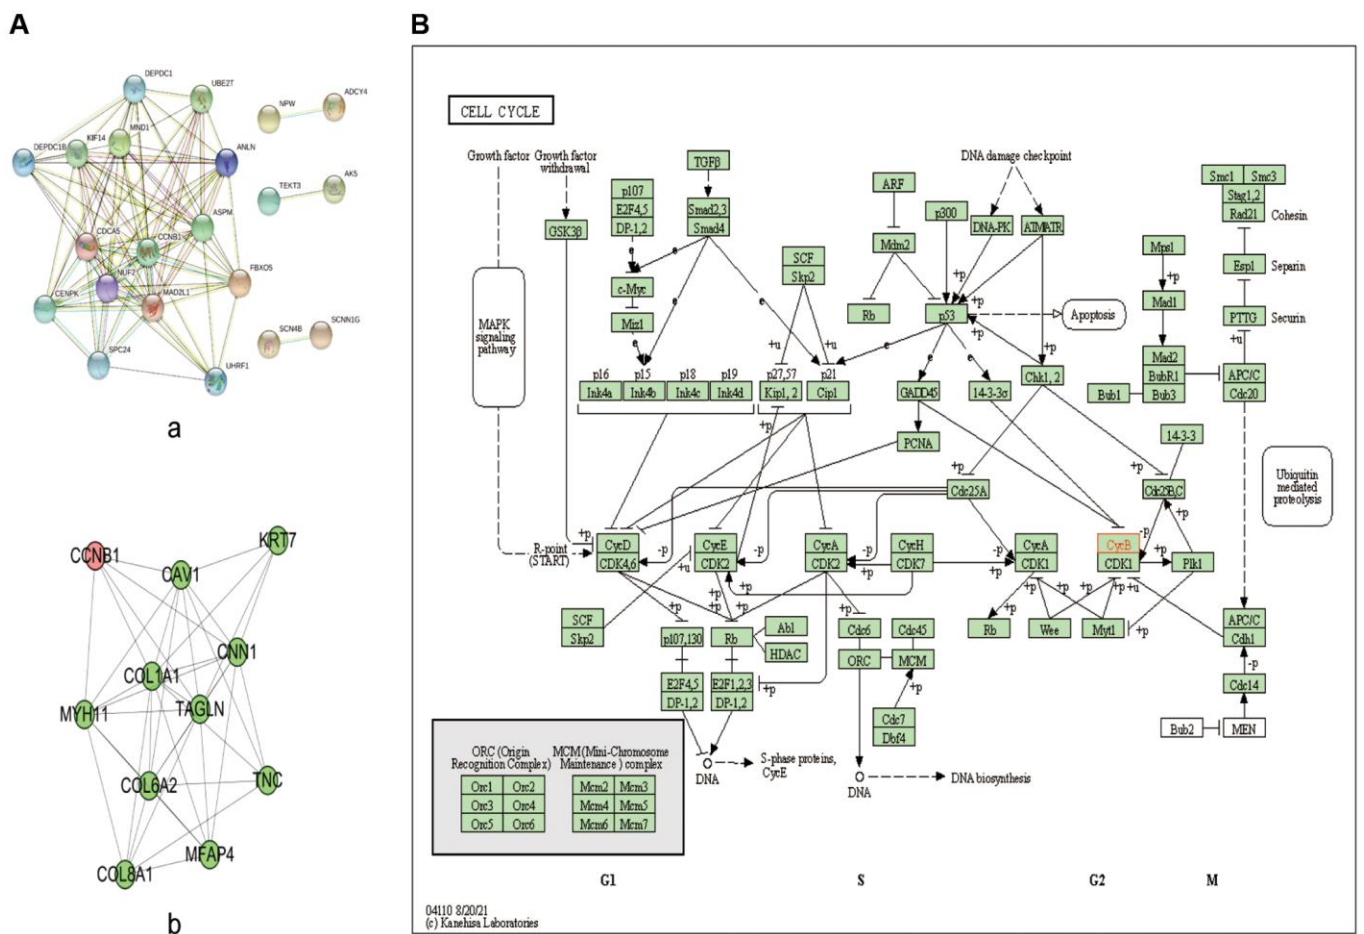 A
DEPDC1
UBE2T
NPW
ADCY4
MND1
KIF14
DEPDC1B
ANLN
TEKT3
AK5
ASPM
CDCA5
CCNB1
NUF2
FBXO5
CENPK
MAD2L1
SCN4B
SCNN1G
SPC24
UHRF1
a
CCNB1
KRT7
CAV1
CNN1
COL1A1
MYH11
TAGLN
COL6A2
TNC
MFAP4
COL8A1
b
B
CELL CYCLE
Growth factor
Growth factor
withdrawal
TGFβ
DNA damage checkpoint
Smc1
Smc3
Stag1,2
Rad21
Cohesin
p107
E2F4,5
DP-1,2
Smad2,3
Smad4
ARF
p300
DNA-PK
ATM/ATR
GSK3β
Mdm2
Mps1
+p
SCF
Skp2
Esp1
Separin
e
e
e
e
c-Myc
Miz1
Mad1
Rb
p53
+p
+p
+p
+p
Apoptosis
PTTG
Securin
MAPK
signaling
pathway
+u
+u
+u
e
e
e
Mad2
BubR1
Bub3
Bub1
APC/C
Cdc20
p16
p15
p18
p19
p27,57
p21
Ink4a
Ink4b
Ink4c
Ink4d
Kip1, 2
Cip1
GADD45
14-3-3σ
Chk1, 2
+p
PCNA
14-3-3
Ubiquitin
mediated
proteolysis
+p
+p
Cdc25A
Cdc25B,C
R-point
(START)
+p
CycD
CDK4,6
-p
CycE
CDK2
-p
CycA
CDK2
-p
+p
CycH
CDK7
-p
+p
CycA
CDK1
CycB
CDK1
-p
+p
+p
Plk1
+u
+p
+p
+p
+p
+p
+p
+p
+u
SCF
Skp2
p107,130
Rb
Abl
HDAC
Cdc6
Cdc45
Rb
Wee
Myt1
+p
APC/C
Cdh1
ORC
MCM
-p
E2F4,5
DP-1,2
E2F1,2,3
DP-1,2
+p
+p
Cdc14
Cdc7
Dbf4
Bub2
MEN
ORC (Origin
Recognition Complex)
MCM (Mini-Chromosome
Maintenance ) complex
Orc1
Orc2
Mcm2
Mcm3
Orc3
Orc4
Mcm4
Mcm5
Orc5
Orc6
Mcm6
Mcm7
DNA
S-phase proteins,
CycE
DNA
DNA biosynthesis
G1
S
G2
M
04110 8/20/21
(c) Kanehisa Laboratories